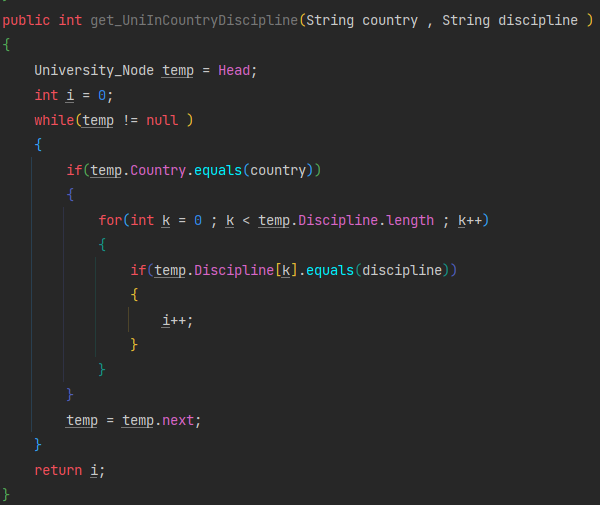 public int get_UniInCountryDiscipline(String country , String discipline )
{
    University_Node temp = Head;
    int i = 0;
    while(temp != null )
    {
        if(temp.Country.equals(country))
        {
            for(int k = 0 ; k < temp.Discipline.length ; k++)
            {
                if(temp.Discipline[k].equals(discipline))
                {
                    i++;
                }
            }
        }
        temp = temp.next;
    }
    return i;
}